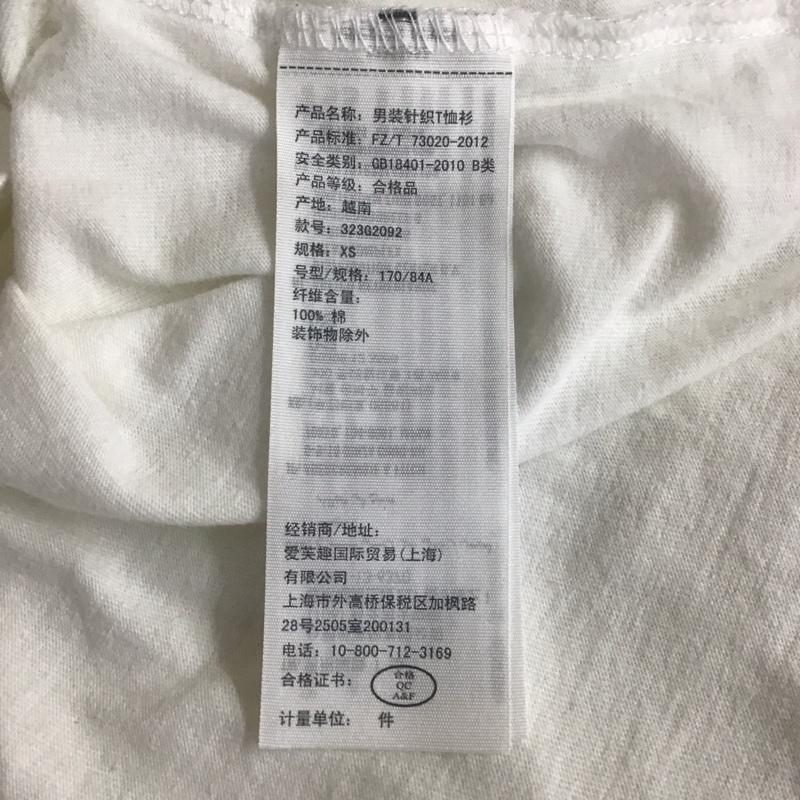 产品名称：男装针织T恤衫
产品标准：FZ/T 73020-2012
安全类别：GB18401-2010 B类
产品等级：合格品
产地：越南
款号：323G2092
规格：XS
号型/规格：170/84A
纤维含量：
100% 棉
装饰物除外
经销商/地址：
爱芙趣国际贸易(上海)
有限公司
上海市外高桥保税区加枫路
28号2505室200131
电话：10-800-712-3169
合格证书：
合格
QC
A&F
计量单位： 件